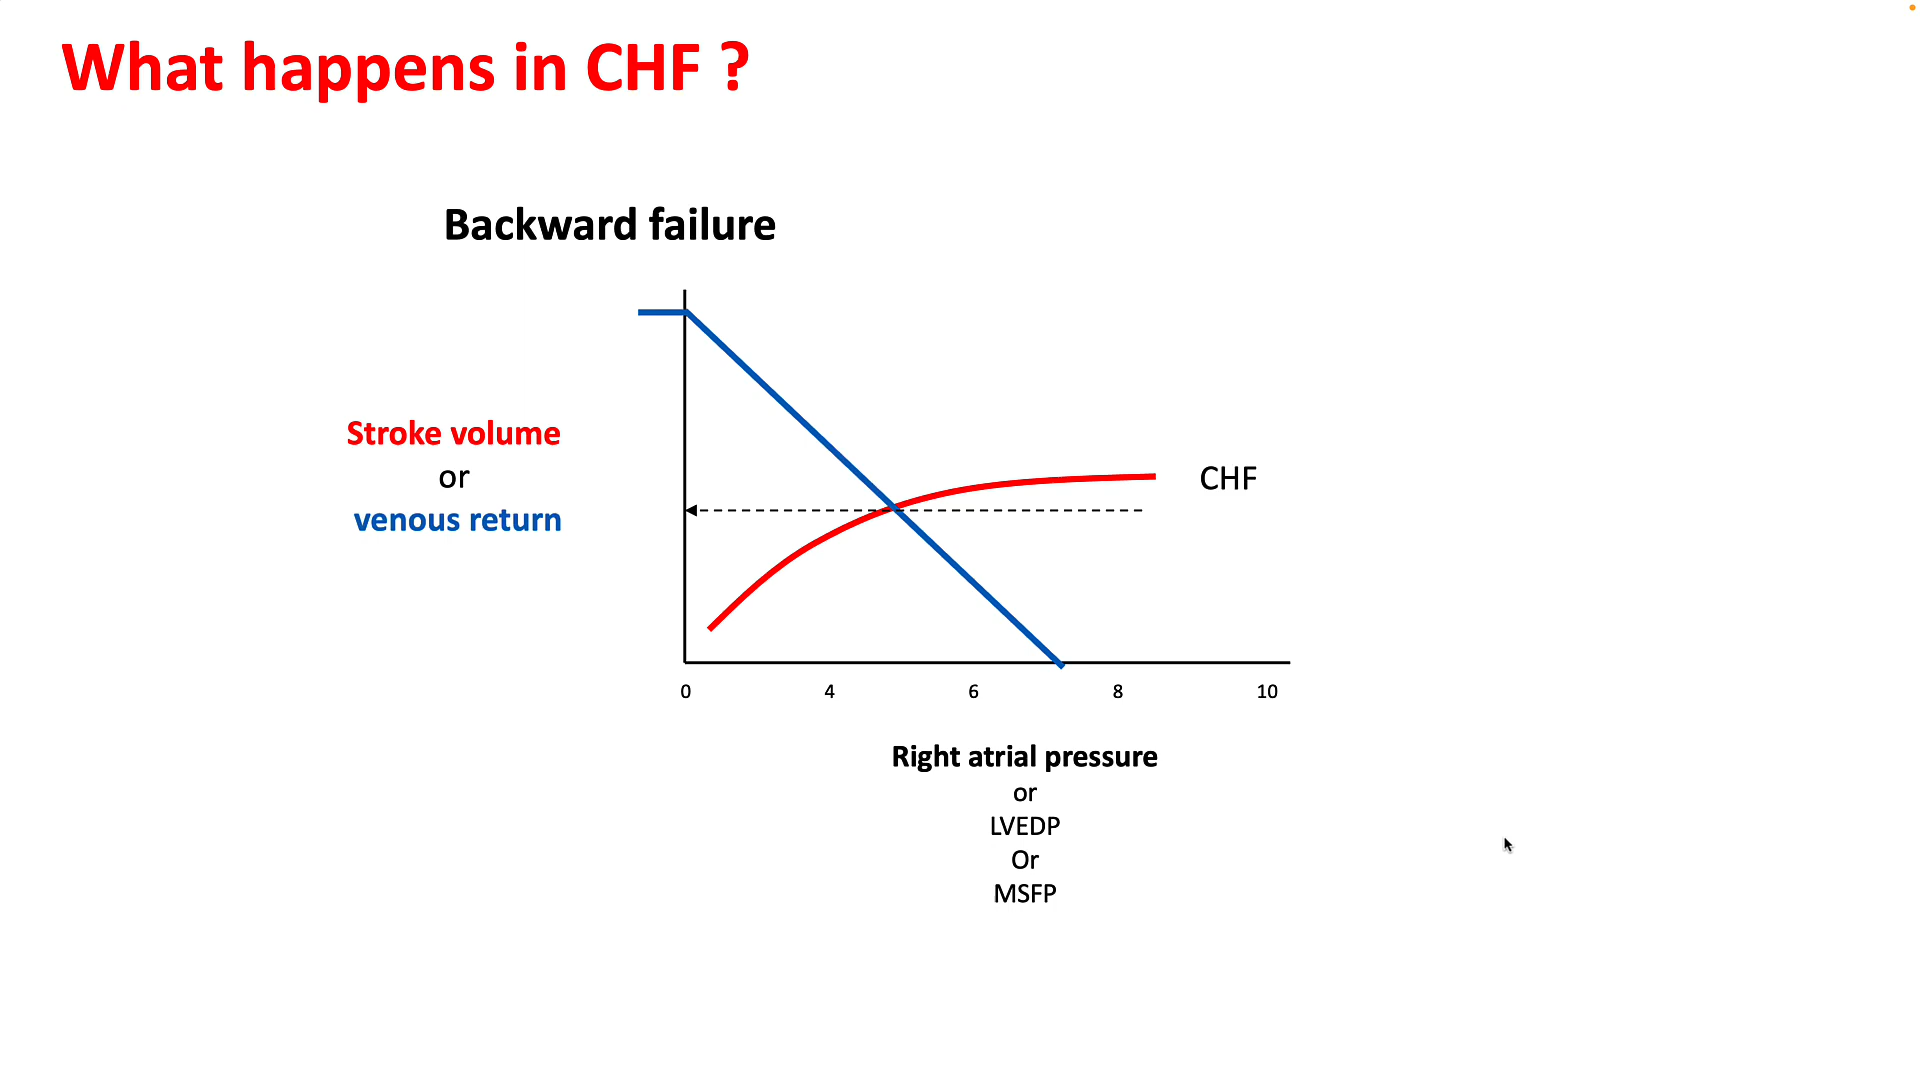 What happens in CHF ?
Backward failure
Stroke volume
or
venous return
CHF
0 4 6 8 10
Right atrial pressure
or
LVEDP
Or
MSFP